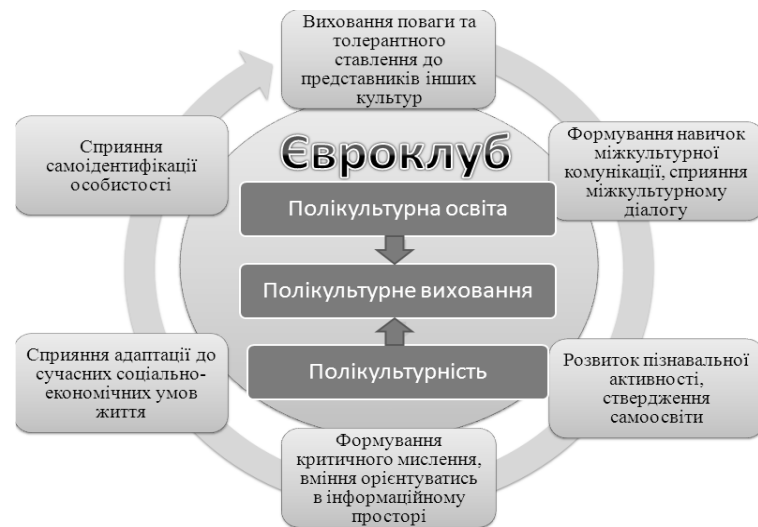 Виховання поваги та
толерантного
ставлення до
представників інших
культур
Формування навичок
міжкультурної
комунікації, сприяння
міжкультурному
діалогу
Розвиток пізнавальної
активності,
ствердження
самоосвіти
Формування
критичного мислення,
вміння орієнтуватись
в інформаційному
просторі
Сприяння адаптації до
сучасних соціально-
економічних умов
життя
Сприяння
самоідентифікації
особистості
Євроклуб
Полікультурна освіта
Полікультурне виховання
Полікультурність